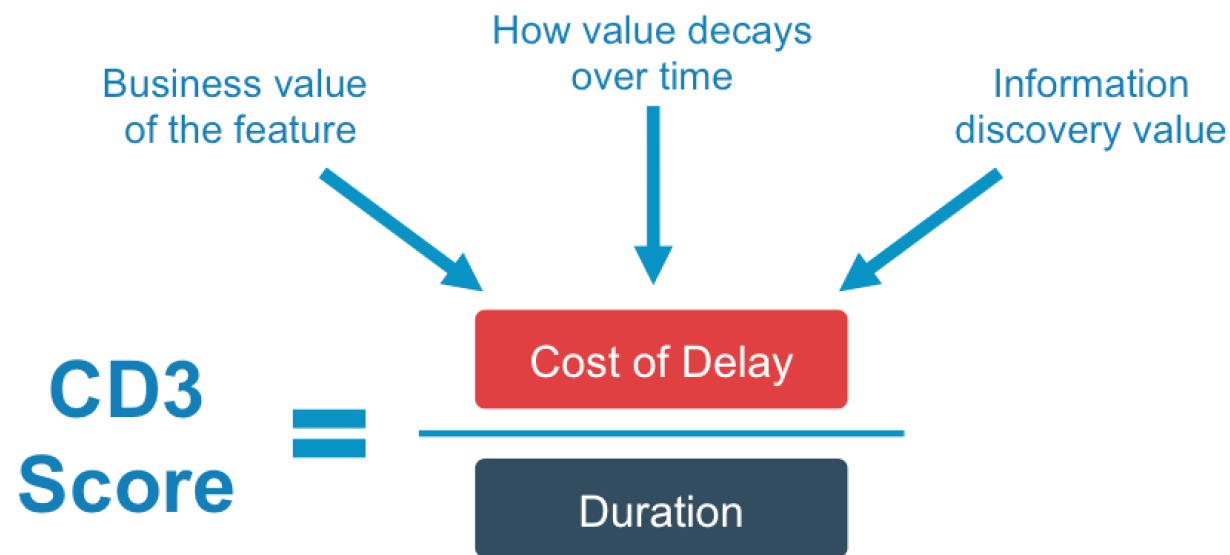 How value decays
over time
Business value
of the feature
Information
discovery value
CD3
Score
=
Cost of Delay
Duration